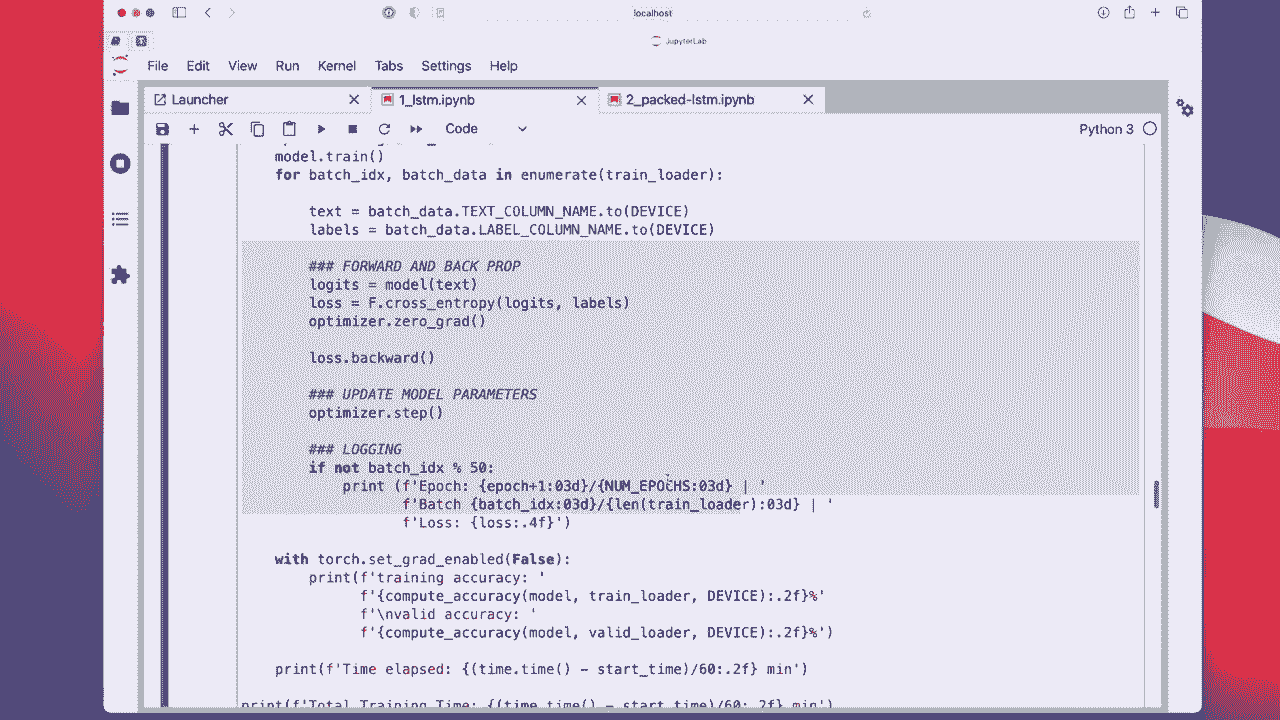 localhost
JupyterLab
File Edit View Run Kernel Tabs Settings Help
Launcher 1_lstm.ipynb 2_packed-lstm.ipynb
Code Python 3
model.train()
for batch_idx, batch_data in enumerate(train_loader):
text = batch_data.TEXT_COLUMN_NAME.to(DEVICE)
labels = batch_data.LABEL_COLUMN_NAME.to(DEVICE)
### FORWARD AND BACK PROP
logits = model(text)
loss = F.cross_entropy(logits, labels)
optimizer.zero_grad()
loss.backward()
### UPDATE MODEL PARAMETERS
optimizer.step()
### LOGGING
if not batch_idx % 50:
print (f'Epoch: {epoch+1:03d}/{NUM_EPOCHS:03d} |
f'Batch {batch_idx:03d}/{len(train_loader):03d} | '
f'Loss: {loss:.4f}')
with torch.set_grad_enabled(False):
print(f'training accuracy: '
f'{compute_accuracy(model, train_loader, DEVICE):.2f}%'
f'\nvalid accuracy: '
f'{compute_accuracy(model, valid_loader, DEVICE):.2f}%')
print(f'Time elapsed: {(time.time() - start_time)/60:.2f} min')
print(f'Total Training Time: {(time.time() - start_time)/60:.2f} min')